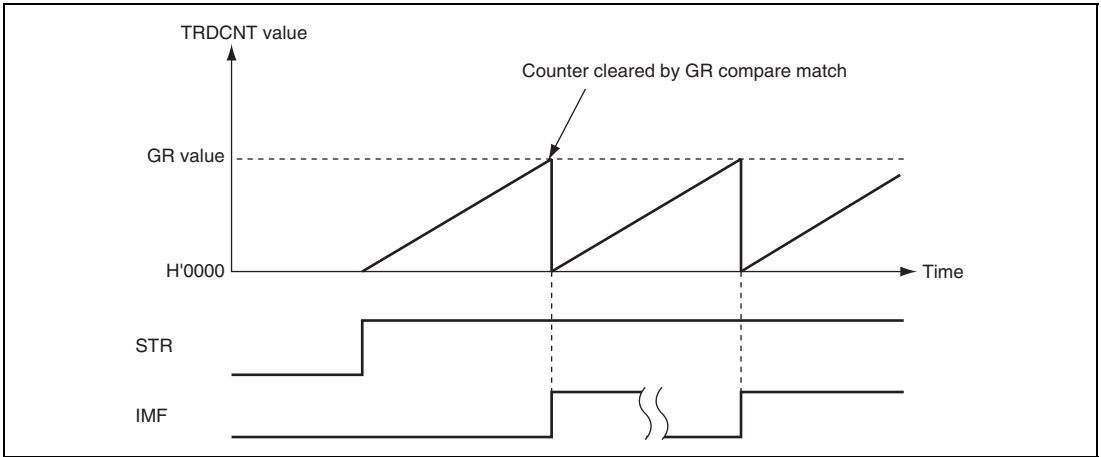 TRDCNT value
Counter cleared by GR compare match
GR value
H'0000
Time
STR
IMF